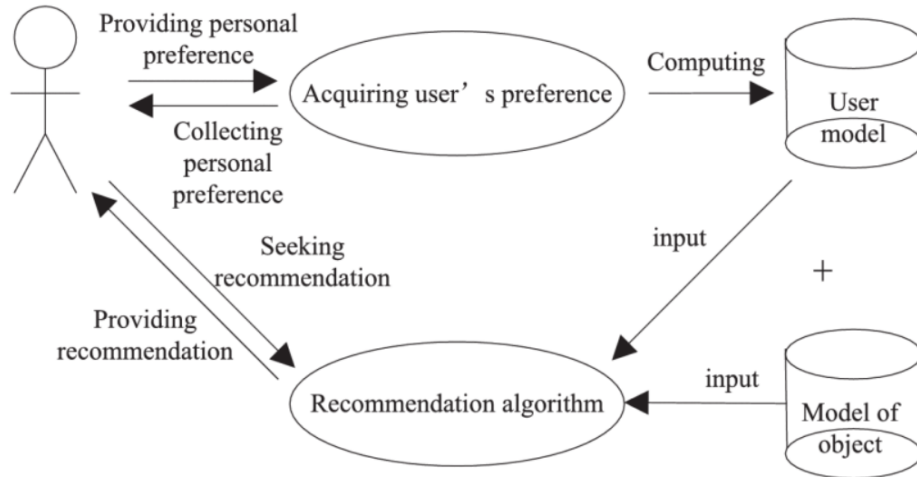 Providing personal
preference
Acquiring user’s preference
Computing
User
model
Collecting
personal
preference
Seeking
recommendation
input
+
Providing
recommendation
Recommendation algorithm
input
Model of
object